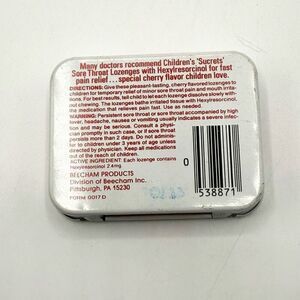 Many doctors recommend Children's 'Sucrets'
Sore Throat Lozenges with Hexylresorcinol for fast
pain relief... special cherry flavor children love.
DIRECTIONS: Give these pleasant-tasting, cherry flavored lozenges to
children for temporary relief of minor sore throat pain and mouth irrita-
tions. For best results, tell child to let each lozenge dissolve slowly-
not chewing. The lozenges bathe irritated tissue with Hexylresorcinol,
the medication that relieves pain fast. Use as needed.
WARNING: Persistent sore throat or sore throat accompanied by high
fever, headache, nausea or vomiting usually indicates a severe infec-
tion and may be serious. Consult a physi-
cian promptly in such case, or if sore throat
persists more than 2 days. Do not adminis-
ter to children under 3 years of age unless
directed by physician. Keep all medications
out of the reach of children.
ACTIVE INGREDIENT: Each lozenge contains
Hexylresorcinol 2.4mg.
BEECHAM PRODUCTS
Division of Beecham Inc.
Pittsburgh, PA 15230
FORM 0017 D
0
538871